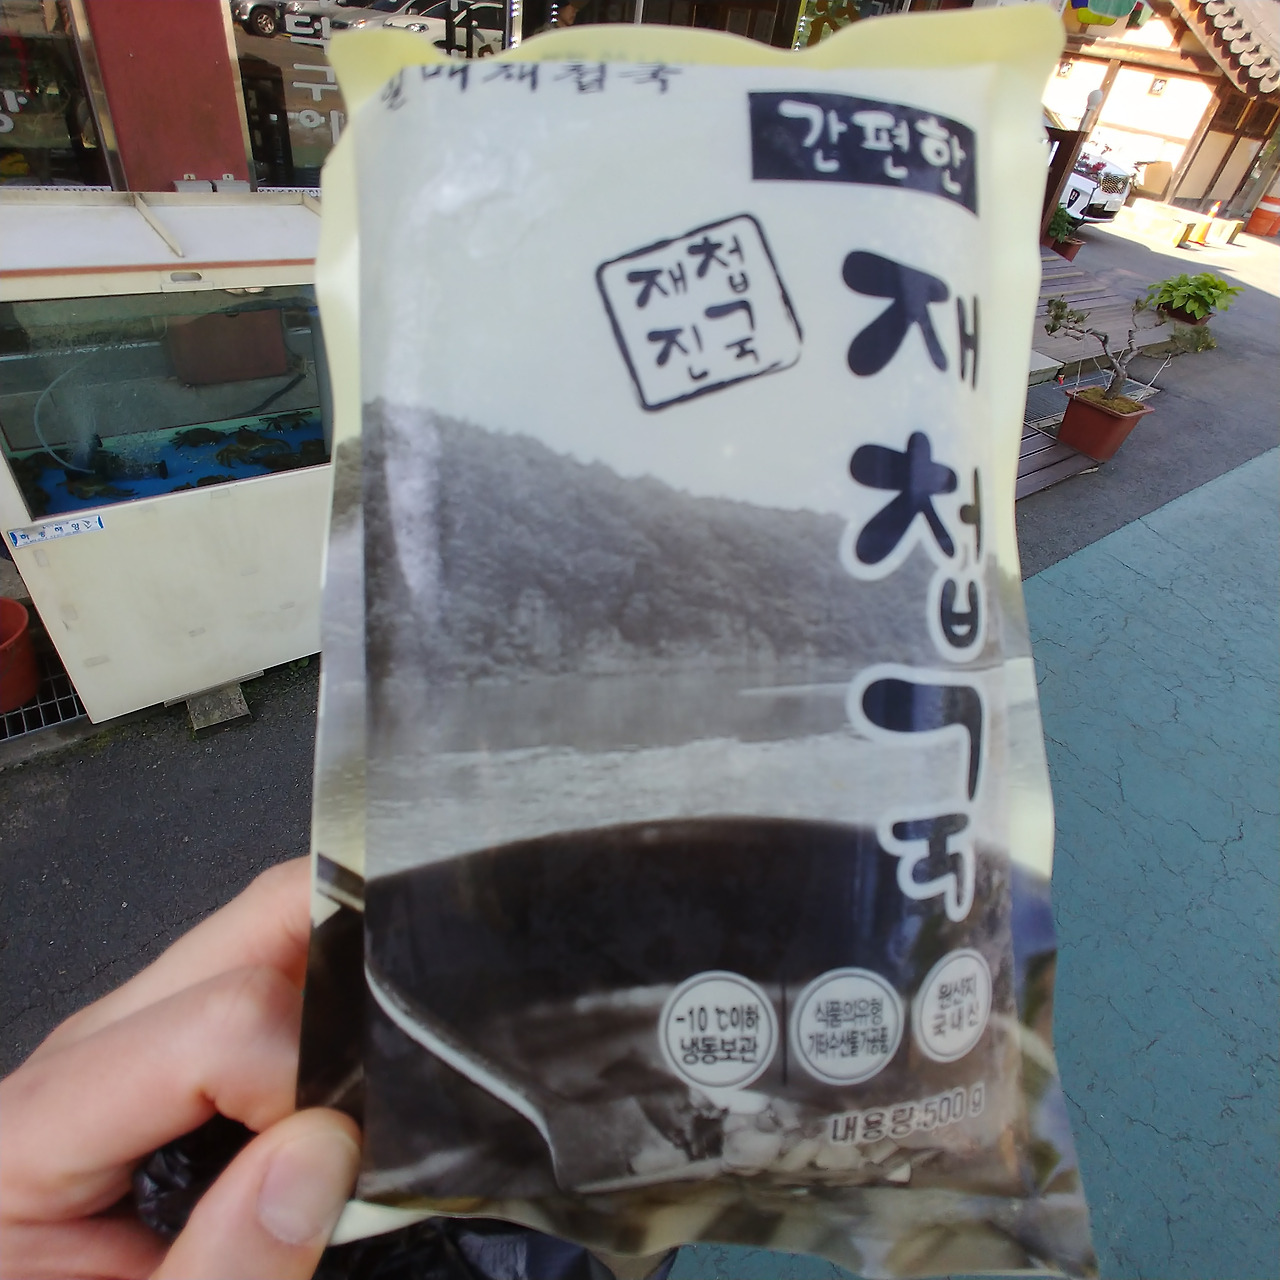 재첩국
간편한
재첩
진국
재첩국
-10℃이하
냉동보관
식품의유형
기타수산물가공품
원산지
국내산
내용량:500g